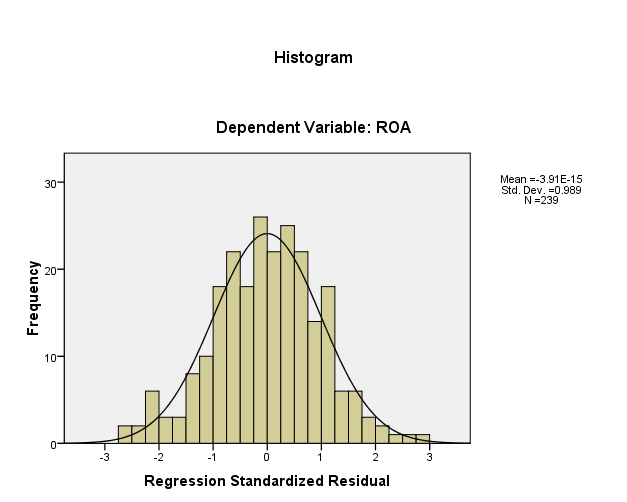 Histogram
Dependent Variable: ROA
Mean =-3.91E-15
Std. Dev. =0.989
N =239
Frequency
30
20
10
0
-3 -2 -1 0 1 2 3
Regression Standardized Residual